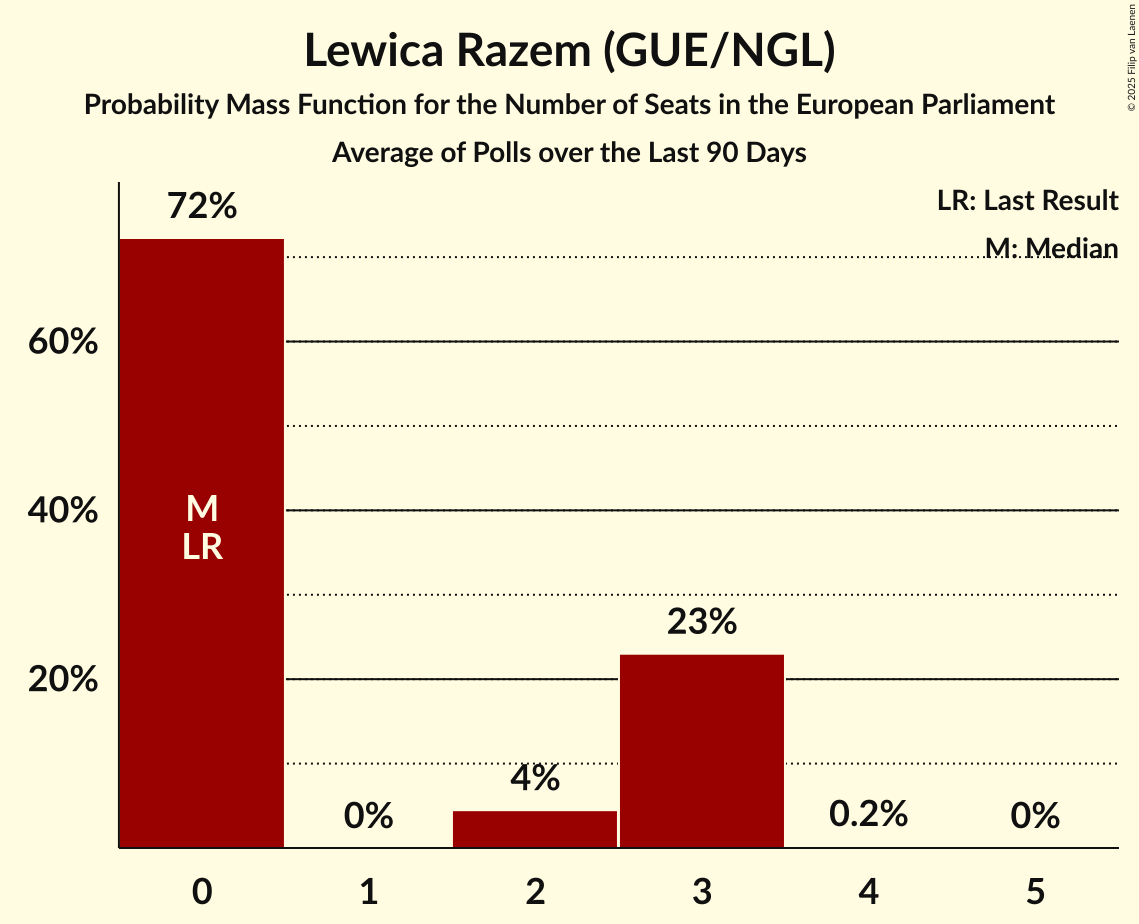 Lewica Razem (GUE/NGL)
Probability Mass Function for the Number of Seats in the European Parliament
Average of Polls over the Last 90 Days
© 2025 Filip van Laenen
LR: Last Result
M: Median
72%
60%
40%
20%
M
LR
0%
4%
23%
0.2%
0%
0 1 2 3 4 5